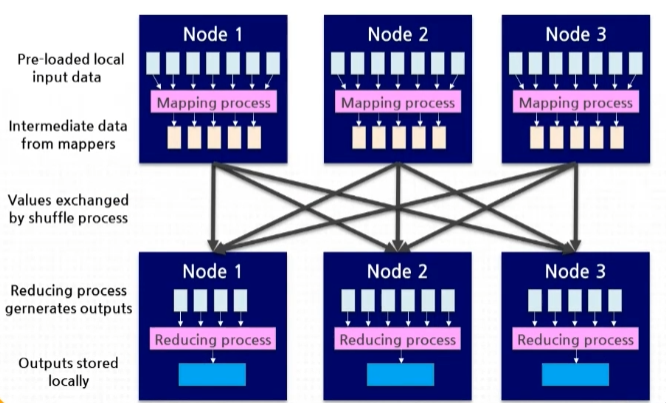 Node 1
Node 2
Node 3
Pre-loaded local
input data
Mapping process
Mapping process
Mapping process
Intermediate data
from mappers
Values exchanged
by shuffle process
Node 1
Node 2
Node 3
Reducing process
gernerates outputs
Reducing process
Reducing process
Reducing process
Outputs stored
locally